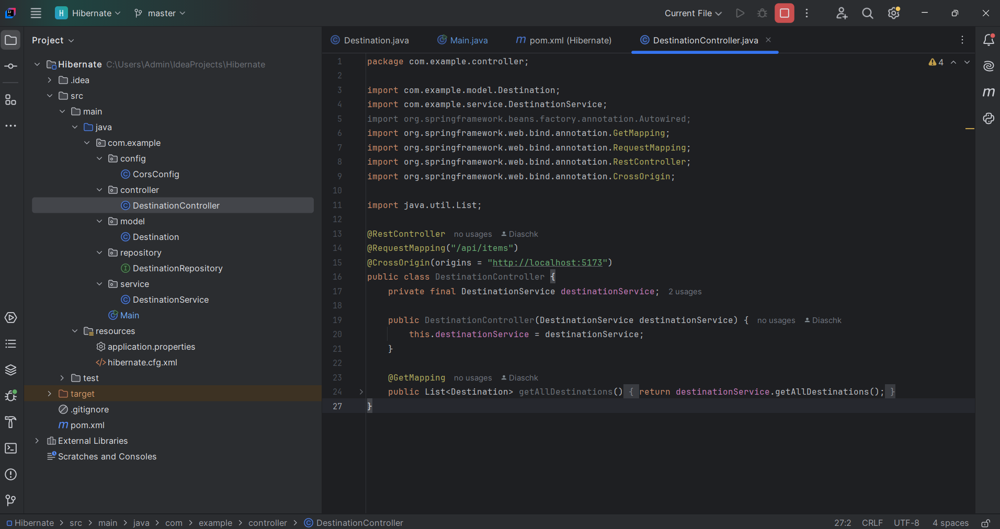 H Hibernate master Current File
Project
Hibernate C:\Users\Admin\IdeaProjects\Hibernate
.idea
src
main
java
com.example
config
CorsConfig
controller
DestinationController
model
Destination
repository
DestinationRepository
service
DestinationService
Main
resources
application.properties
hibernate.cfg.xml
test
target
.gitignore
pom.xml
External Libraries
Scratches and Consoles
Destination.java Main.java pom.xml (Hibernate) DestinationController.java
4
1 package com.example.controller;
2
3 import com.example.model.Destination;
4 import com.example.service.DestinationService;
5 import org.springframework.beans.factory.annotation.Autowired;
6 import org.springframework.web.bind.annotation.GetMapping;
7 import org.springframework.web.bind.annotation.RequestMapping;
8 import org.springframework.web.bind.annotation.RestController;
9 import org.springframework.web.bind.annotation.CrossOrigin;
10
11 import java.util.List;
12
13 @RestController no usages Diaschk
14 @RequestMapping("/api/items")
15 @CrossOrigin(origins = "http://localhost:5173")
16 public class DestinationController {
17 private final DestinationService destinationService; 2 usages
18
19 public DestinationController(DestinationService destinationService) { no usages Diaschk
20 this.destinationService = destinationService;
21 }
22
23 @GetMapping no usages Diaschk
24 public List<Destination> getAllDestinations() { return destinationService.getAllDestinations(); }
27 }
Hibernate > src > main > java > com > example > controller > DestinationController
27:2 CRLF UTF-8 4 spaces